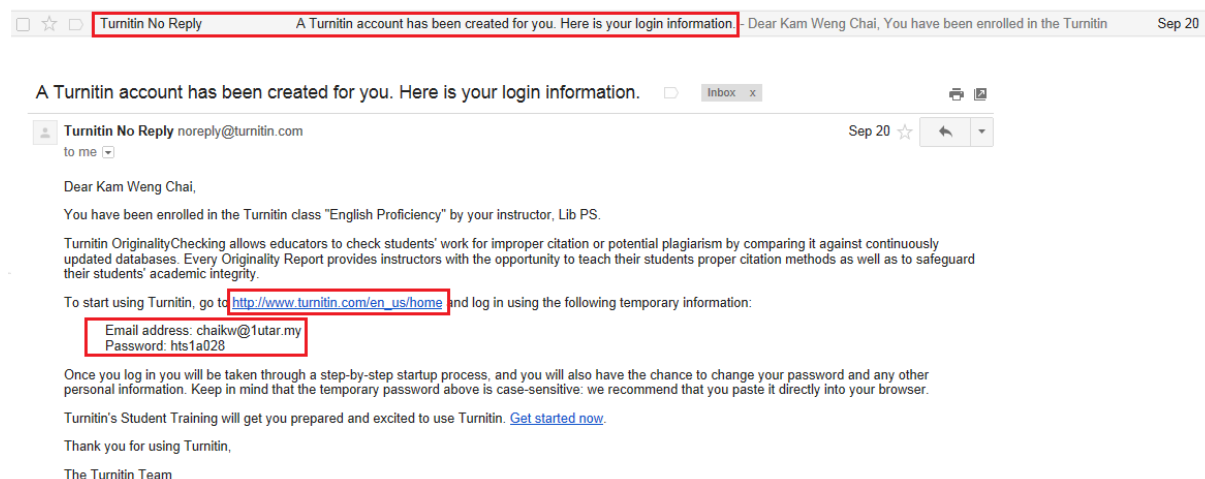 Turnitin No Reply A Turnitin account has been created for you. Here is your login information. - Dear Kam Weng Chai, You have been enrolled in the Turnitin Sep 20
A Turnitin account has been created for you. Here is your login information. Inbox x
Turnitin No Reply noreply@turnitin.com Sep 20
to me
Dear Kam Weng Chai,
You have been enrolled in the Turnitin class "English Proficiency" by your instructor, Lib PS.
Turnitin OriginalityChecking allows educators to check students' work for improper citation or potential plagiarism by comparing it against continuously
updated databases. Every Originality Report provides instructors with the opportunity to teach their students proper citation methods as well as to safeguard
their students' academic integrity.
To start using Turnitin, go to http://www.turnitin.com/en_us/home and log in using the following temporary information:
Email address: chaikw@1utar.my
Password: hts1a028
Once you log in you will be taken through a step-by-step startup process, and you will also have the chance to change your password and any other
personal information. Keep in mind that the temporary password above is case-sensitive: we recommend that you paste it directly into your browser.
Turnitin's Student Training will get you prepared and excited to use Turnitin. Get started now.
Thank you for using Turnitin,
The Turnitin Team